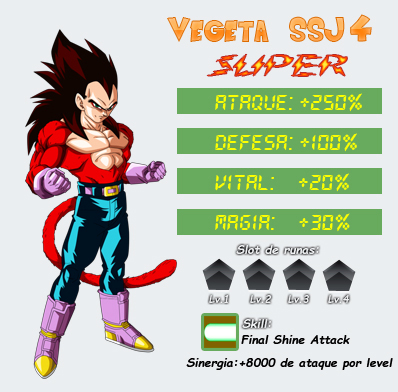 Vegeta SSJ4
SUPER
ATAQUE: +250%
DEFESA: +100%
VITAL: +20%
MAGIA: +30%
Slot de runas:
Lv.1 Lv.2 Lv.3 Lv.4
Skill:
Final Shine Attack
Sinergia:+8000 de ataque por level